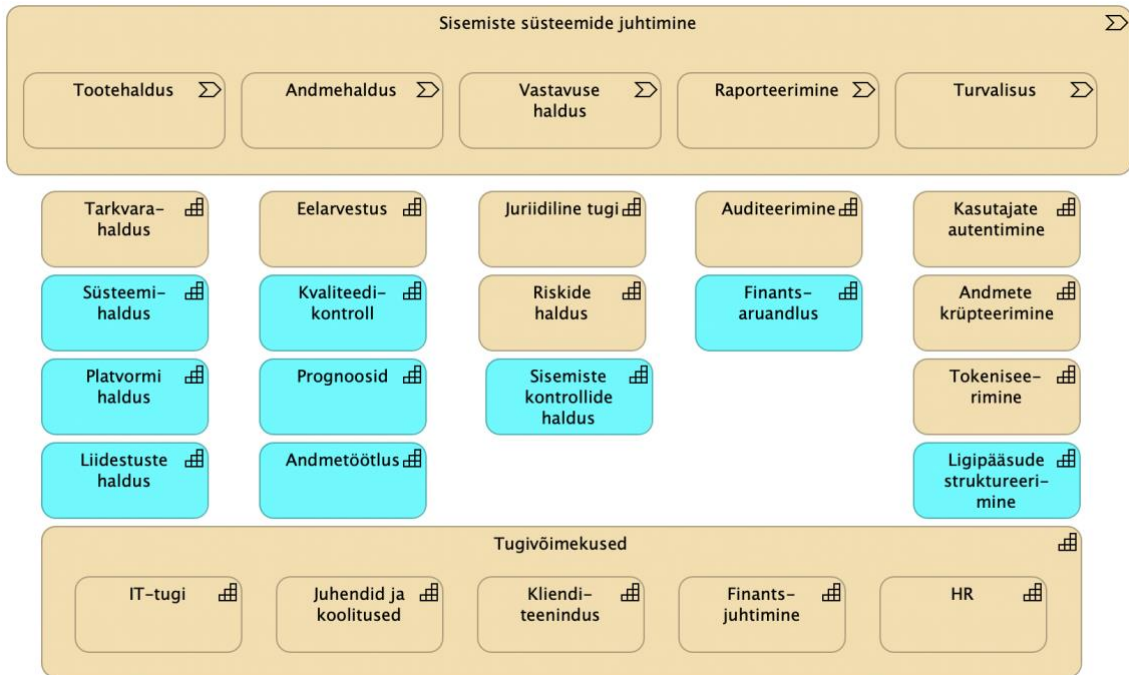 Sisemiste süsteemide juhtimine
Tootehaldus
Andmehaldus
Vastavuse
haldus
Raporteerimine
Turvalisus
Tarkvara-
haldus
Eelarvestus
Juriidiline tugi
Auditeerimine
Kasutajate
autentimine
Süsteemi-
haldus
Kvaliteedi-
kontroll
Riskide
haldus
Finants-
aruandlus
Andmete
krüpteerimine
Platvormi
haldus
Prognoosid
Sisemiste
kontrollide
haldus
Tokenisee-
rimine
Liidestuste
haldus
Andmetöötlus
Ligipääsude
struktureeri-
mine
Tugivõimekused
IT-tugi
Juhendid ja
koolitused
Kliendi-
teenindus
Finants-
juhtimine
HR